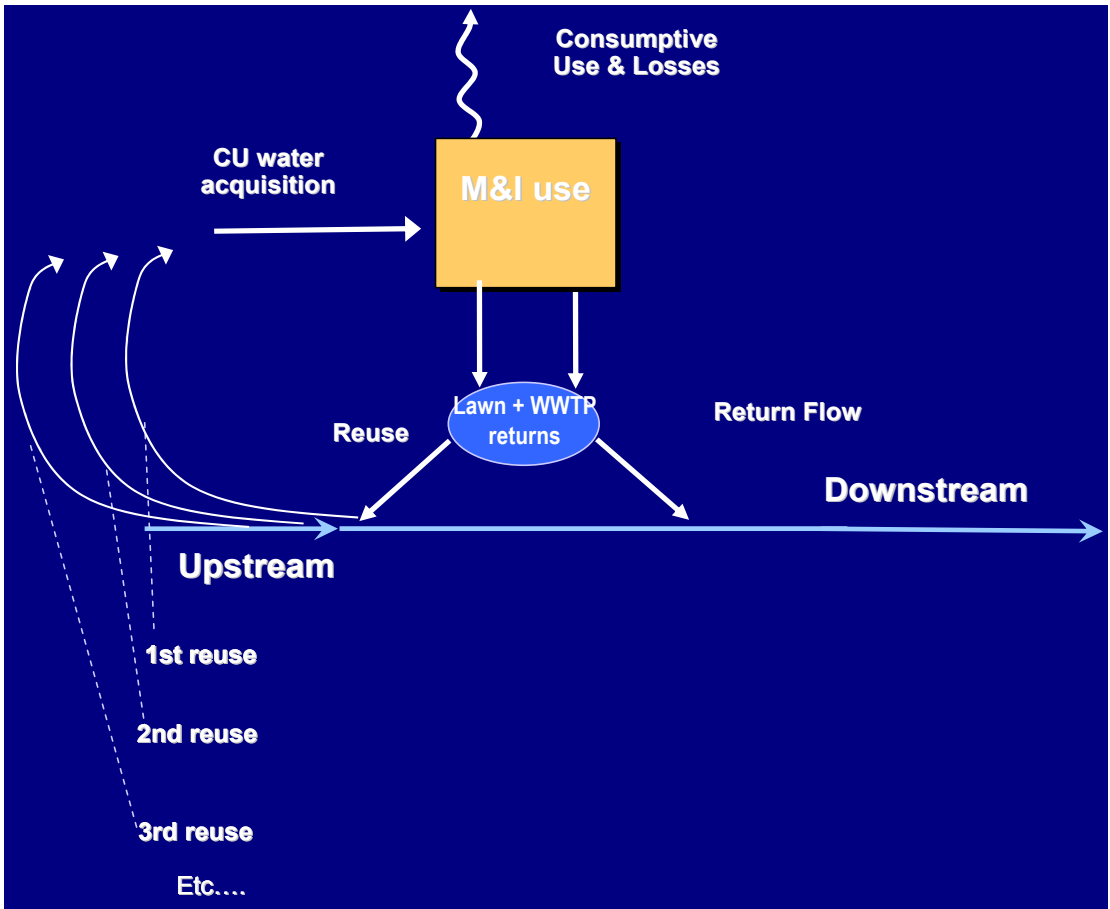 Consumptive
Use & Losses
CU water
acquisition
M&I use
Lawn + WWTP
returns
Reuse
Return Flow
Downstream
Upstream
1st reuse
2nd reuse
3rd reuse
Etc....